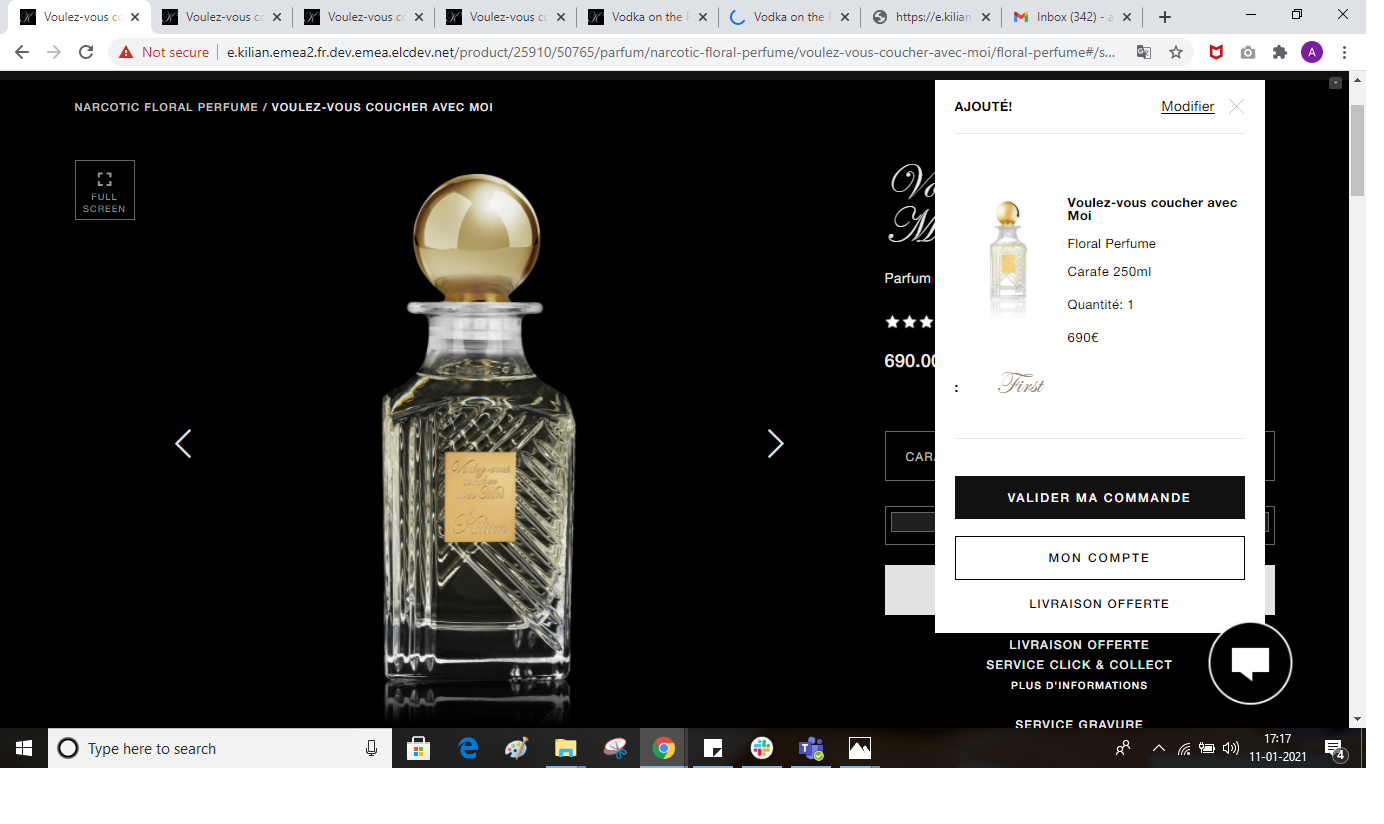 Voulez-vous co
Voulez-vous co
Voulez-vous co
Voulez-vous co
Vodka on the R
Vodka on the R
https://e.kilian.
Inbox (342) - a
Not secure
e.kilian.emea2.fr.dev.emea.elcdev.net/product/25910/50765/parfum/narcotic-floral-perfume/voulez-vous-coucher-avec-moi/floral-perfume#/s...
A
NARCOTIC FLORAL PERFUME / VOULEZ-VOUS COUCHER AVEC MOI
FULL
SCREEN
Voulez-vous
coucher
avec Moi
by
Kilian
Vo
M
Parfum
690.00
CARA
AJOUTÉ!
Modifier
Voulez-vous coucher avec
Moi
Floral Perfume
Carafe 250ml
Quantité: 1
690€
: First
VALIDER MA COMMANDE
MON COMPTE
LIVRAISON OFFERTE
LIVRAISON OFFERTE
SERVICE CLICK & COLLECT
PLUS D'INFORMATIONS
SERVICE GRAVURE
Type here to search
17:17
11-01-2021
4